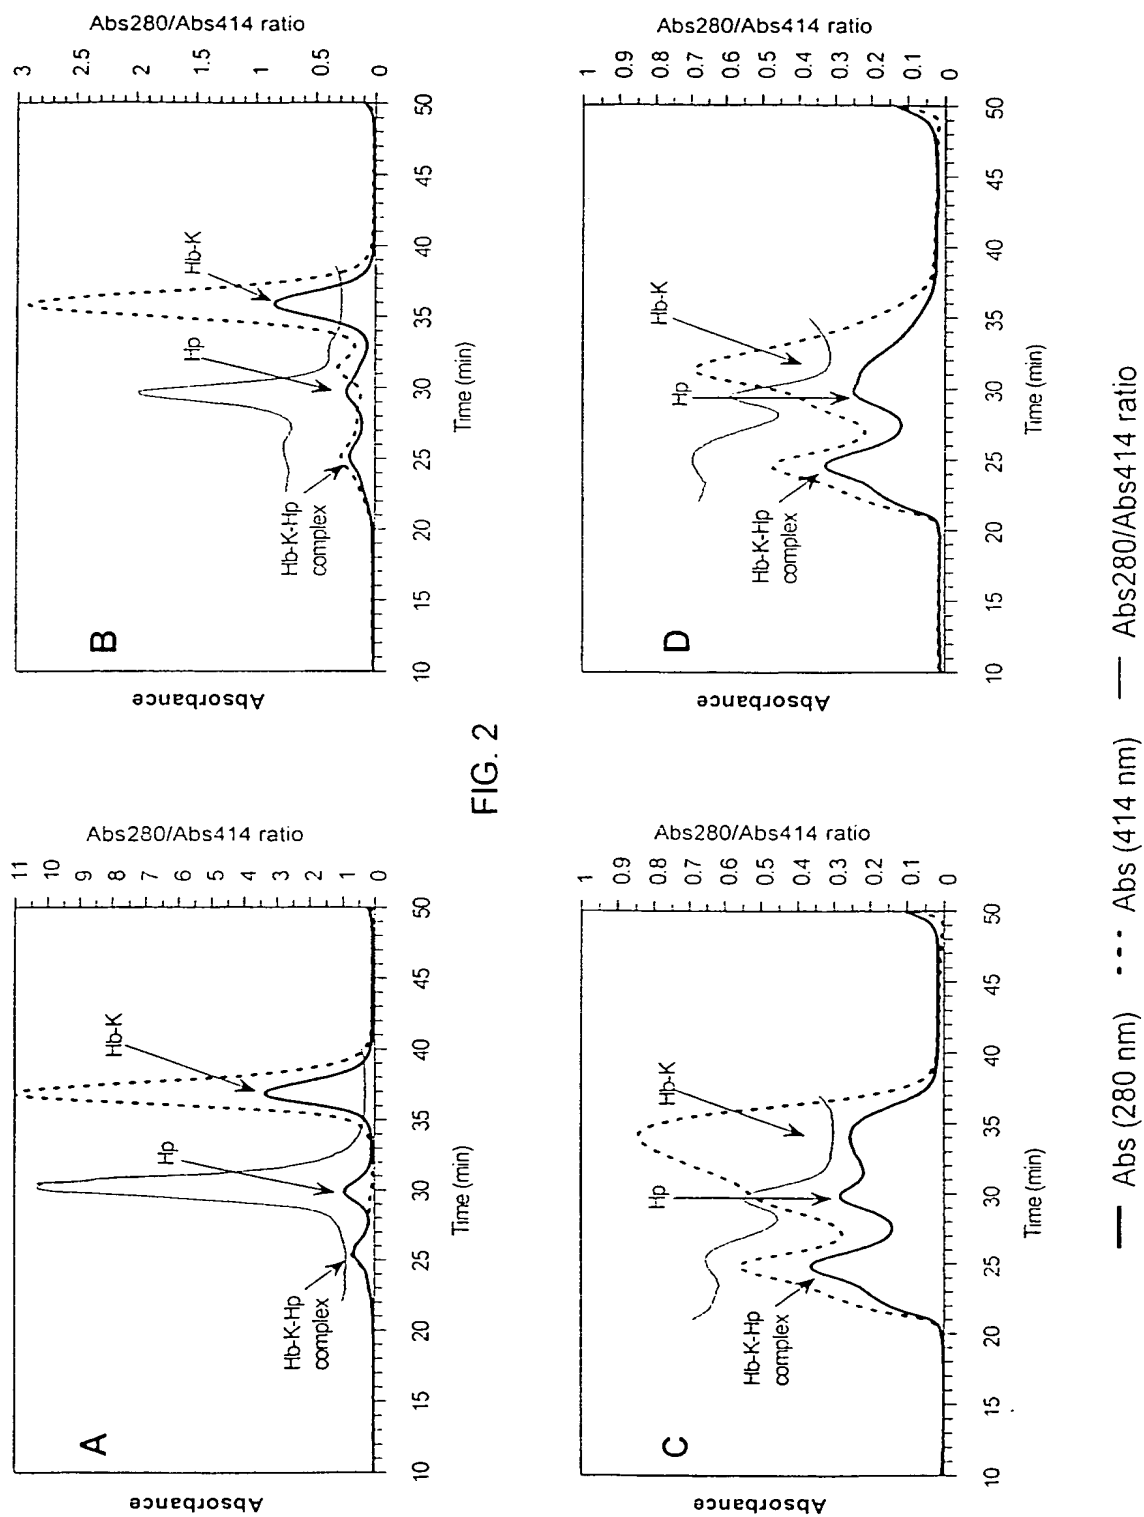 A
Absorbance
Abs280/Abs414 ratio
11
10
9
8
7
6
5
4
3
2
1
0
10
15
20
25
30
35
40
45
50
Time (min)
Hb-K-Hp
complex
Hp
Hb-K
B
Absorbance
Abs280/Abs414 ratio
3
2.5
2
1.5
1
0.5
0
10
15
20
25
30
35
40
45
50
Time (min)
Hb-K-Hp
complex
Hp
Hb-K
FIG. 2
C
Absorbance
Abs280/Abs414 ratio
1
0.9
0.8
0.7
0.6
0.5
0.4
0.3
0.2
0.1
0
10
15
20
25
30
35
40
45
50
Time (min)
Hb-K-Hp
complex
Hp
Hb-K
D
Absorbance
Abs280/Abs414 ratio
1
0.9
0.8
0.7
0.6
0.5
0.4
0.3
0.2
0.1
0
10
15
20
25
30
35
40
45
50
Time (min)
Hb-K-Hp
complex
Hp
Hb-K
Abs (280 nm)
Abs (414 nm)
Abs280/Abs414 ratio